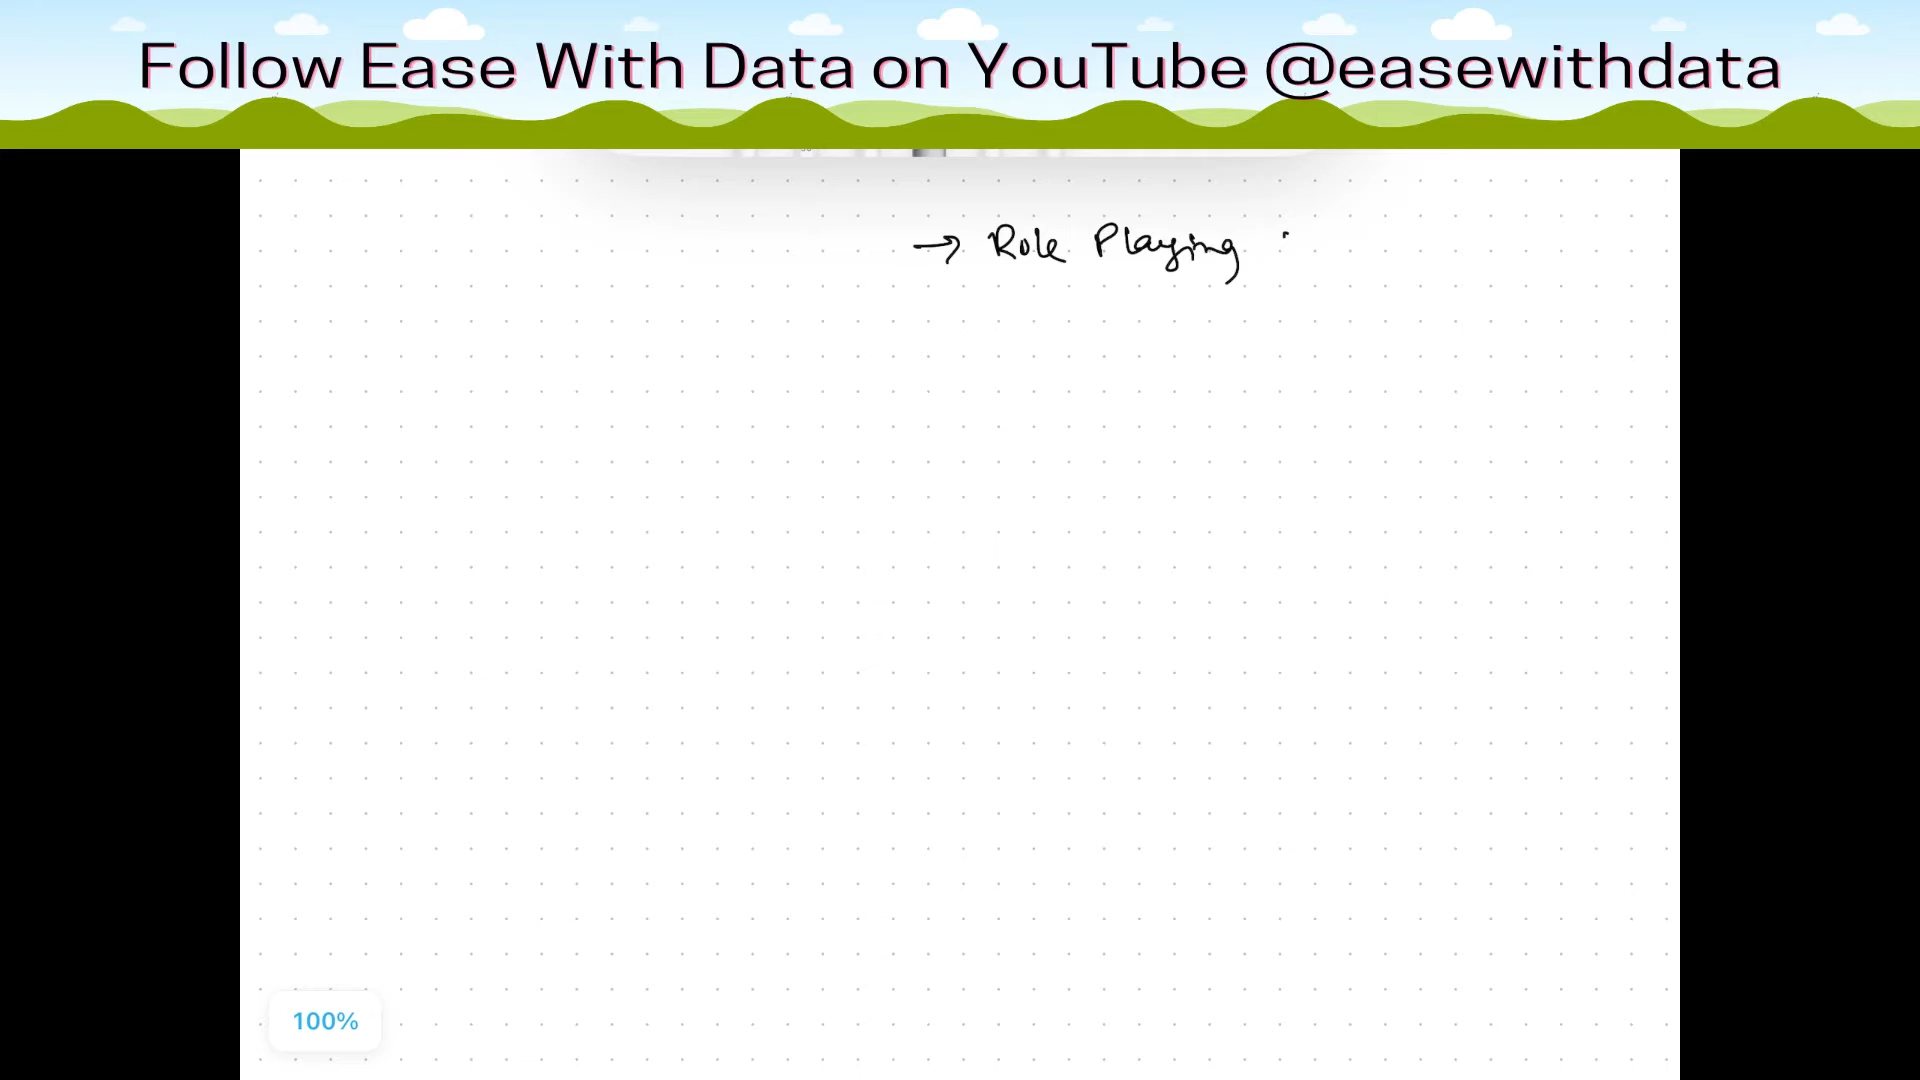 Follow Ease With Data on YouTube @easewithdata
→ Role Playing
100%